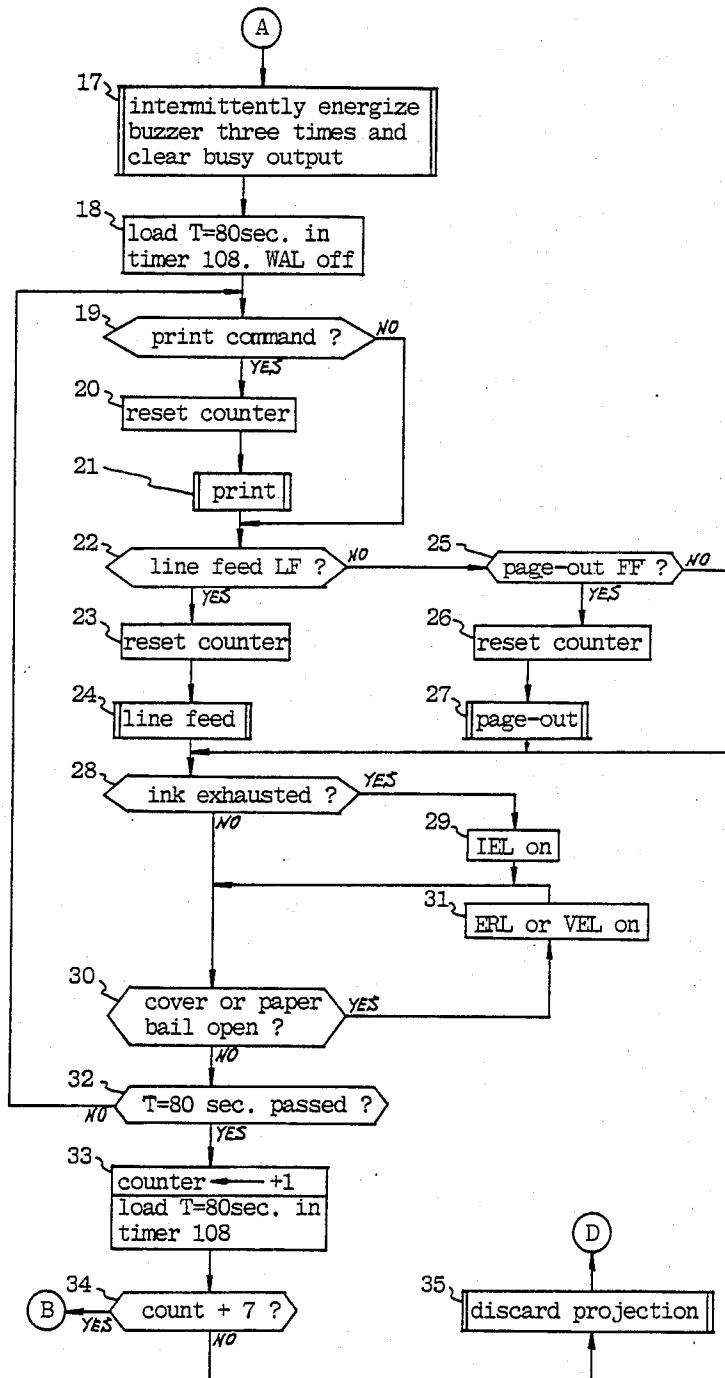 A
17
intermittently energize
buzzer three times and
clear busy output
18
load T=80sec. in
timer 108. WAL off
19
print command ?
NO
YES
20
reset counter
21
print
22
line feed LF ?
NO
25
page-out FF ?
NO
YES
YES
23
reset counter
26
reset counter
24
line feed
27
page-out
28
ink exhausted ?
YES
NO
29
IEL on
31
ERL or VEL on
30
cover or paper
bail open ?
YES
NO
32
T=80 sec. passed ?
NO
YES
33
counter ← +1
load T=80sec. in
timer 108
D
34
count + 7 ?
B
YES
NO
35
discard projection